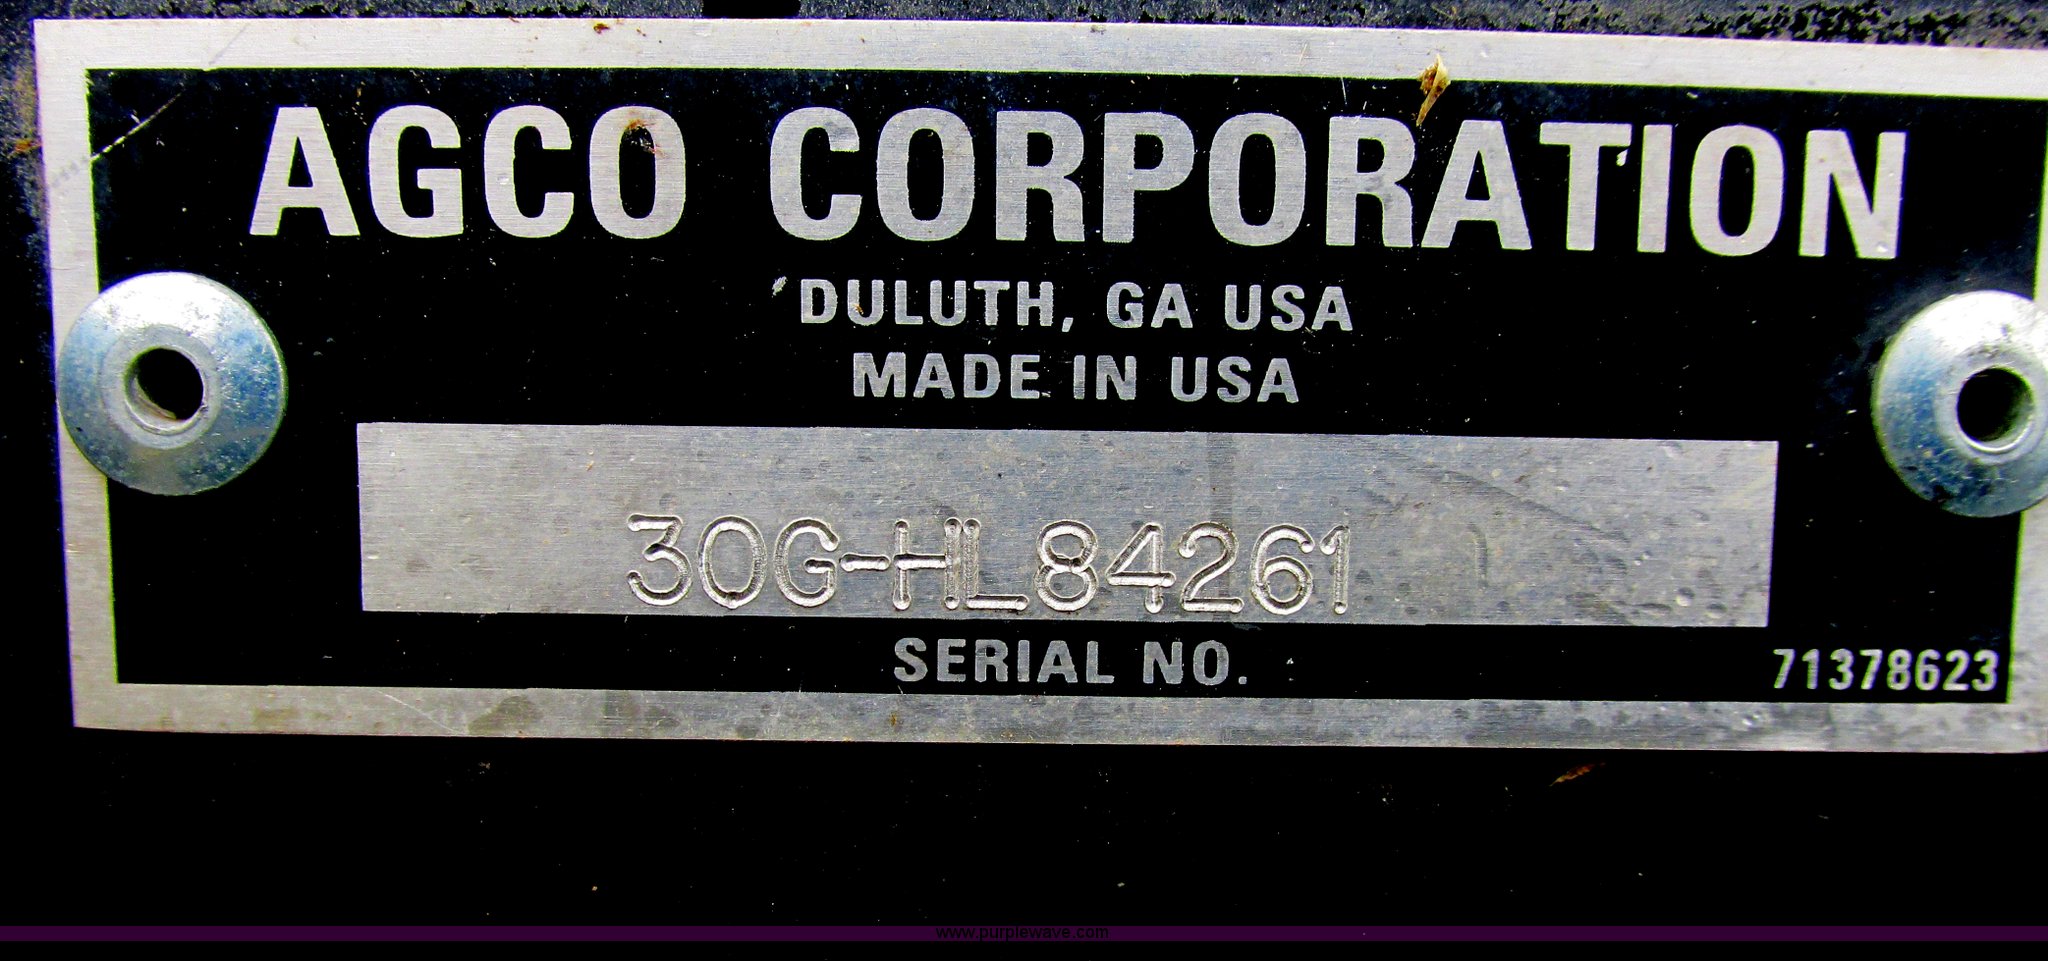 AGCO CORPORATION
DULUTH, GA USA
MADE IN USA
30G-HL84261
SERIAL NO.
71378623
www.purplewave.com